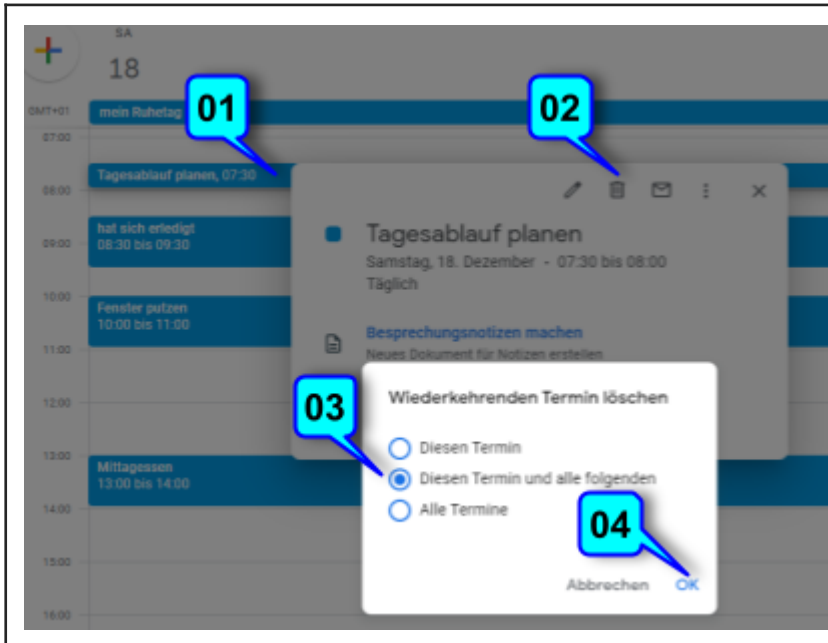 SA
18
GMT+01
mein Ruhetag
01
02
07:00
Tagesablauf planen, 07:30
08:00
hat sich erledigt
08:30 bis 09:30
09:00
Tagesablauf planen
Samstag, 18. Dezember - 07:30 bis 08:00
Täglich
10:00
Fenster putzen
10:00 bis 11:00
Besprechungsnotizen machen
Neues Dokument für Notizen erstellen
11:00
Wiederkehrenden Termin löschen
03
12:00
Diesen Termin
13:00
Diesen Termin und alle folgenden
Mittagessen
13:00 bis 14:00
Alle Termine
14:00
04
15:00
Abbrechen OK
16:00